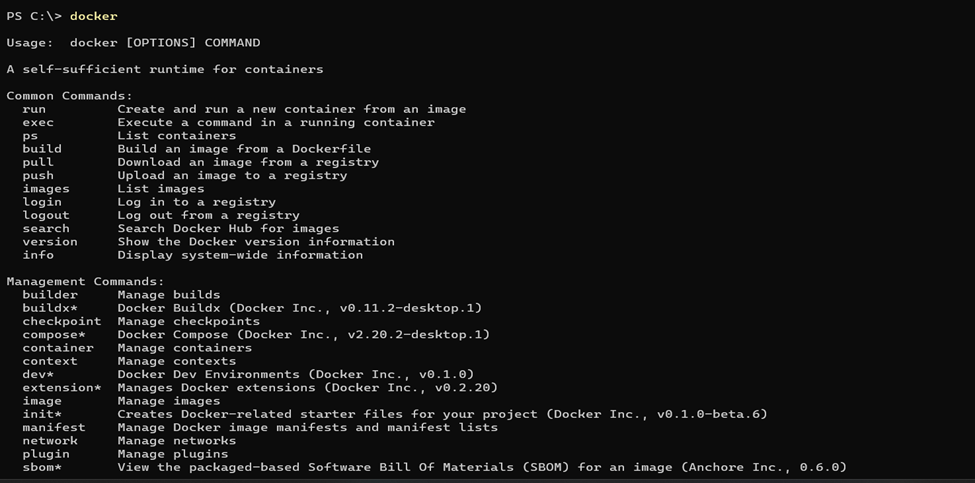 PS C:\> docker
Usage:  docker [OPTIONS] COMMAND
A self-sufficient runtime for containers
Common Commands:
  run         Create and run a new container from an image
  exec        Execute a command in a running container
  ps          List containers
  build       Build an image from a Dockerfile
  pull        Download an image from a registry
  push        Upload an image to a registry
  images      List images
  login       Log in to a registry
  logout      Log out from a registry
  search      Search Docker Hub for images
  version     Show the Docker version information
  info        Display system-wide information
Management Commands:
  builder     Manage builds
  buildx*     Docker Buildx (Docker Inc., v0.11.2-desktop.1)
  checkpoint  Manage checkpoints
  compose*    Docker Compose (Docker Inc., v2.20.2-desktop.1)
  container   Manage containers
  context     Manage contexts
  dev*        Docker Dev Environments (Docker Inc., v0.1.0)
  extension*  Manages Docker extensions (Docker Inc., v0.2.20)
  image       Manage images
  init*       Creates Docker-related starter files for your project (Docker Inc., v0.1.0-beta.6)
  manifest    Manage Docker image manifests and manifest lists
  network     Manage networks
  plugin      Manage plugins
  sbom*       View the packaged-based Software Bill Of Materials (SBOM) for an image (Anchore Inc., 0.6.0)